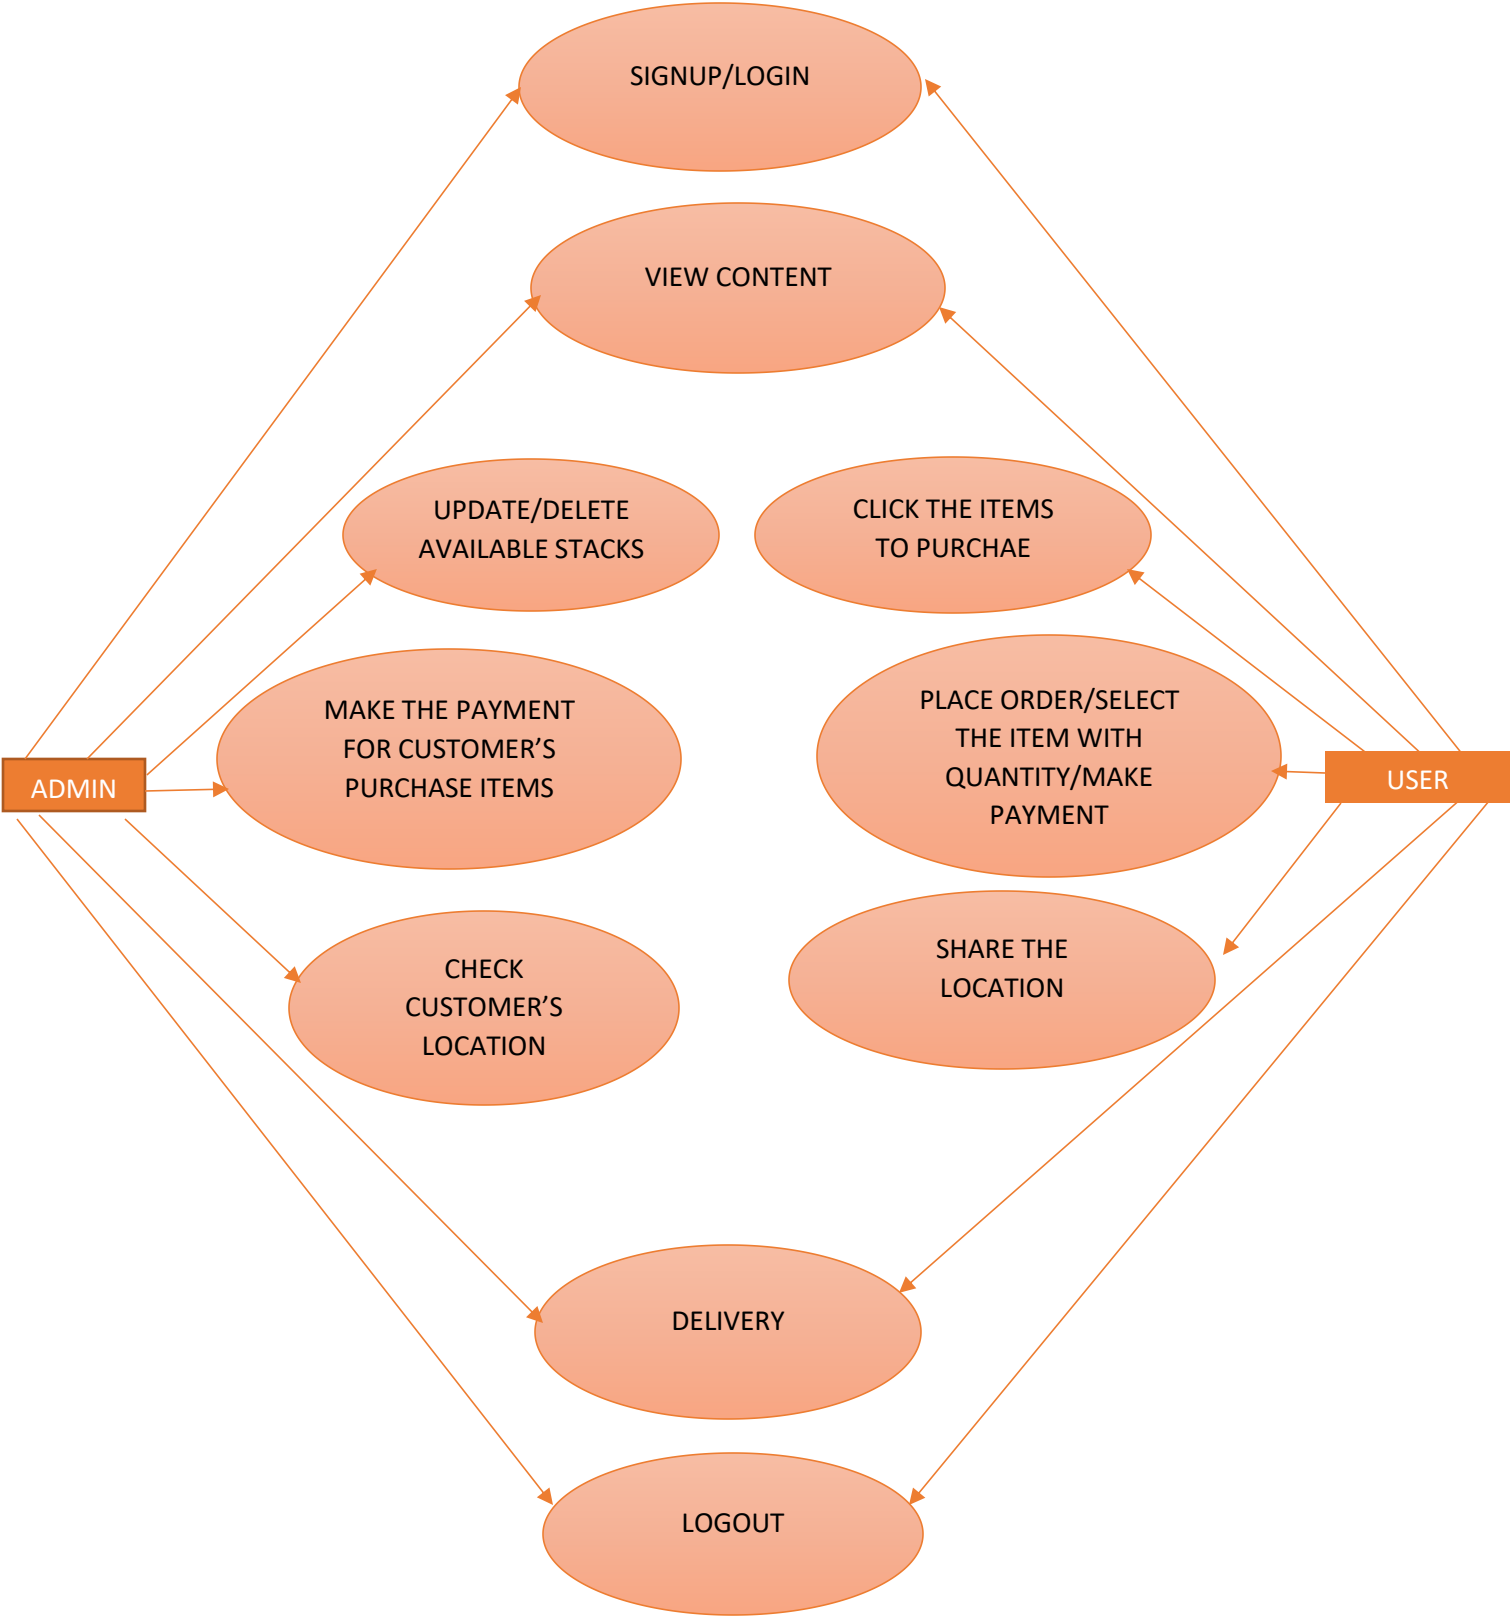 SIGNUP/LOGIN
VIEW CONTENT
UPDATE/DELETE
AVAILABLE STACKS
CLICK THE ITEMS
TO PURCHAE
MAKE THE PAYMENT
FOR CUSTOMER’S
PURCHASE ITEMS
PLACE ORDER/SELECT
THE ITEM WITH
QUANTITY/MAKE
PAYMENT
ADMIN
USER
CHECK
CUSTOMER’S
LOCATION
SHARE THE
LOCATION
DELIVERY
LOGOUT